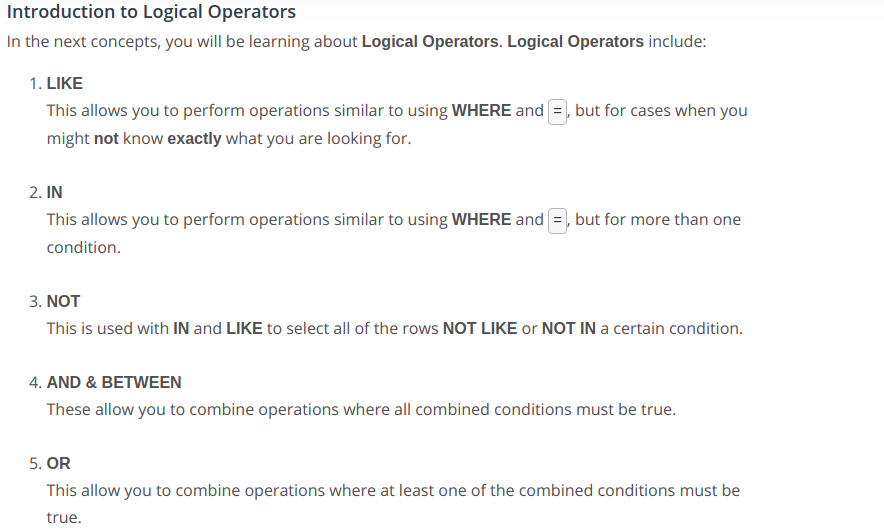 Introduction to Logical Operators
In the next concepts, you will be learning about Logical Operators. Logical Operators include:
1. LIKE
This allows you to perform operations similar to using WHERE and =, but for cases when you
might not know exactly what you are looking for.
2. IN
This allows you to perform operations similar to using WHERE and =, but for more than one
condition.
3. NOT
This is used with IN and LIKE to select all of the rows NOT LIKE or NOT IN a certain condition.
4. AND & BETWEEN
These allow you to combine operations where all combined conditions must be true.
5. OR
This allow you to combine operations where at least one of the combined conditions must be
true.